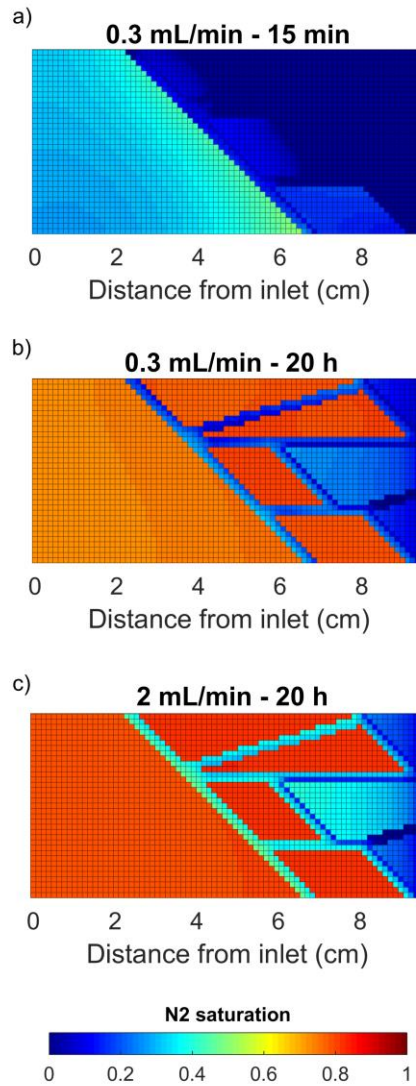 a)
0.3 mL/min - 15 min
0 2 4 6 8
Distance from inlet (cm)
b)
0.3 mL/min - 20 h
0 2 4 6 8
Distance from inlet (cm)
c)
2 mL/min - 20 h
0 2 4 6 8
Distance from inlet (cm)
N2 saturation
0 0.2 0.4 0.6 0.8 1